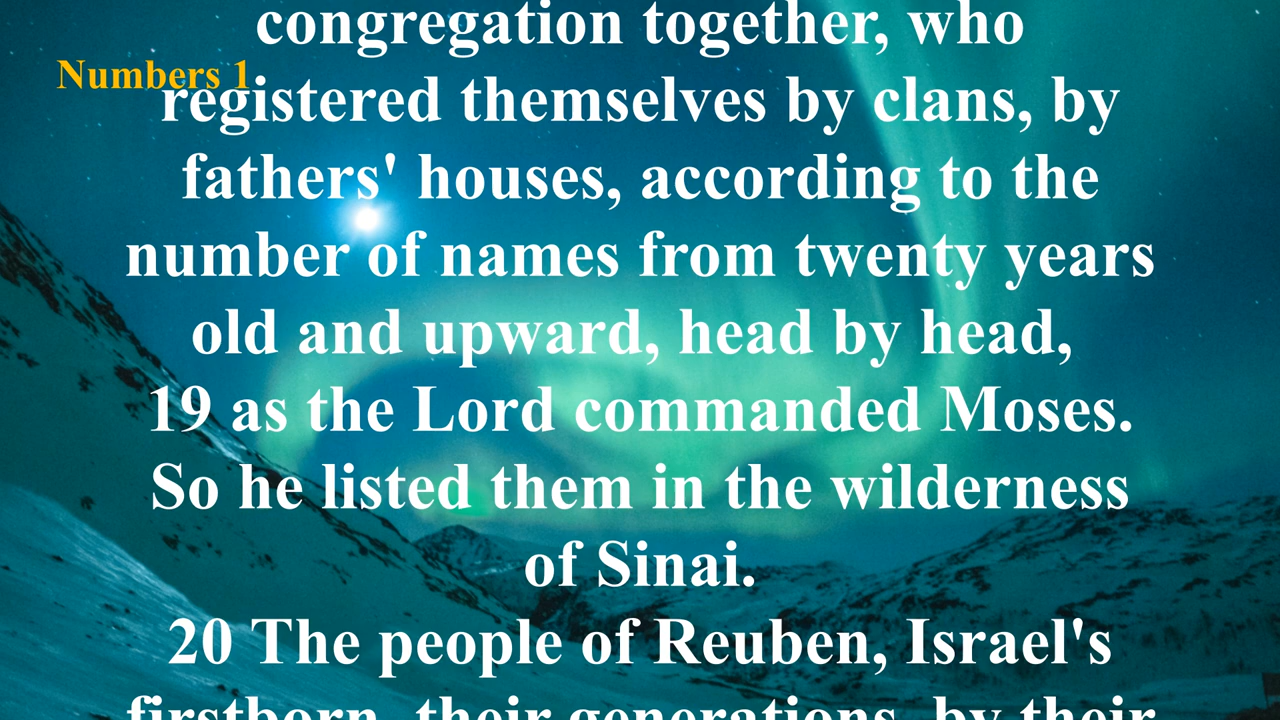 congregation together, who
Numbers 1
registered themselves by clans, by
fathers' houses, according to the
number of names from twenty years
old and upward, head by head,
19 as the Lord commanded Moses.
So he listed them in the wilderness
of Sinai.
20 The people of Reuben, Israel's
firstborn, their generations, by their